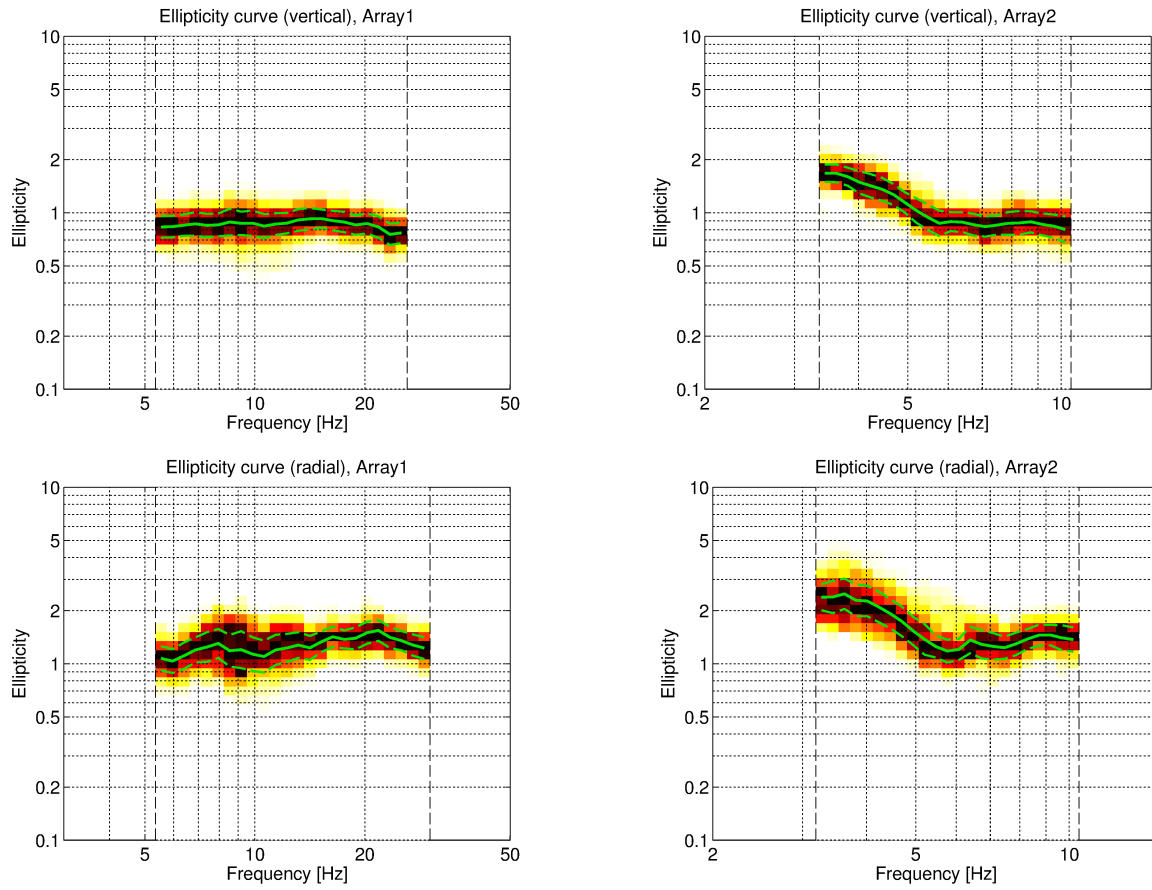 Ellipticity curve (vertical), Array1
10
5
2
1
0.5
0.2
0.1
Ellipticity
5 10 20 50
Frequency [Hz]
Ellipticity curve (vertical), Array2
10
5
2
1
0.5
0.2
0.1
Ellipticity
2 5 10
Frequency [Hz]
Ellipticity curve (radial), Array1
10
5
2
1
0.5
0.2
0.1
Ellipticity
5 10 20 50
Frequency [Hz]
Ellipticity curve (radial), Array2
10
5
2
1
0.5
0.2
0.1
Ellipticity
2 5 10
Frequency [Hz]